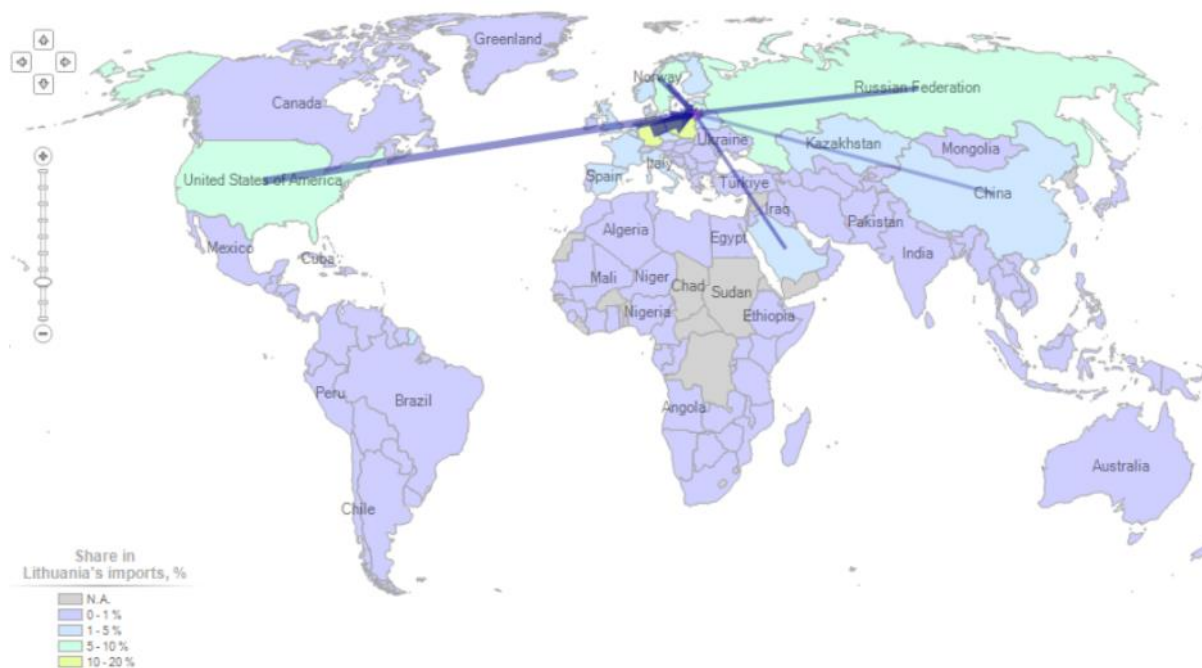 Greenland
Norway
Russian Federation
Canada
Ukraine
Kazakhstan
Mongolia
Italy
United States of America
Spain
Türkiye
China
Iraq
Pakistan
Mexico
Algeria
Egypt
India
Cuba
Mali
Niger
Chad
Sudan
Nigeria
Ethiopia
Peru
Brazil
Angola
Australia
Chile
Share in
Lithuania's imports, %
N.A.
0 - 1 %
1 - 5 %
5 - 10 %
10 - 20 %